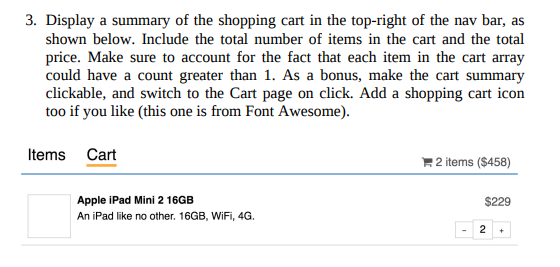 3. Display a summary of the shopping cart in the top-right of the nav bar, as
shown below. Include the total number of items in the cart and the total
price. Make sure to account for the fact that each item in the cart array
could have a count greater than 1. As a bonus, make the cart summary
clickable, and switch to the Cart page on click. Add a shopping cart icon
too if you like (this one is from Font Awesome).
Items Cart
2 items ($458)
Apple iPad Mini 2 16GB
$229
An iPad like no other. 16GB, WiFi, 4G.
- 2 +